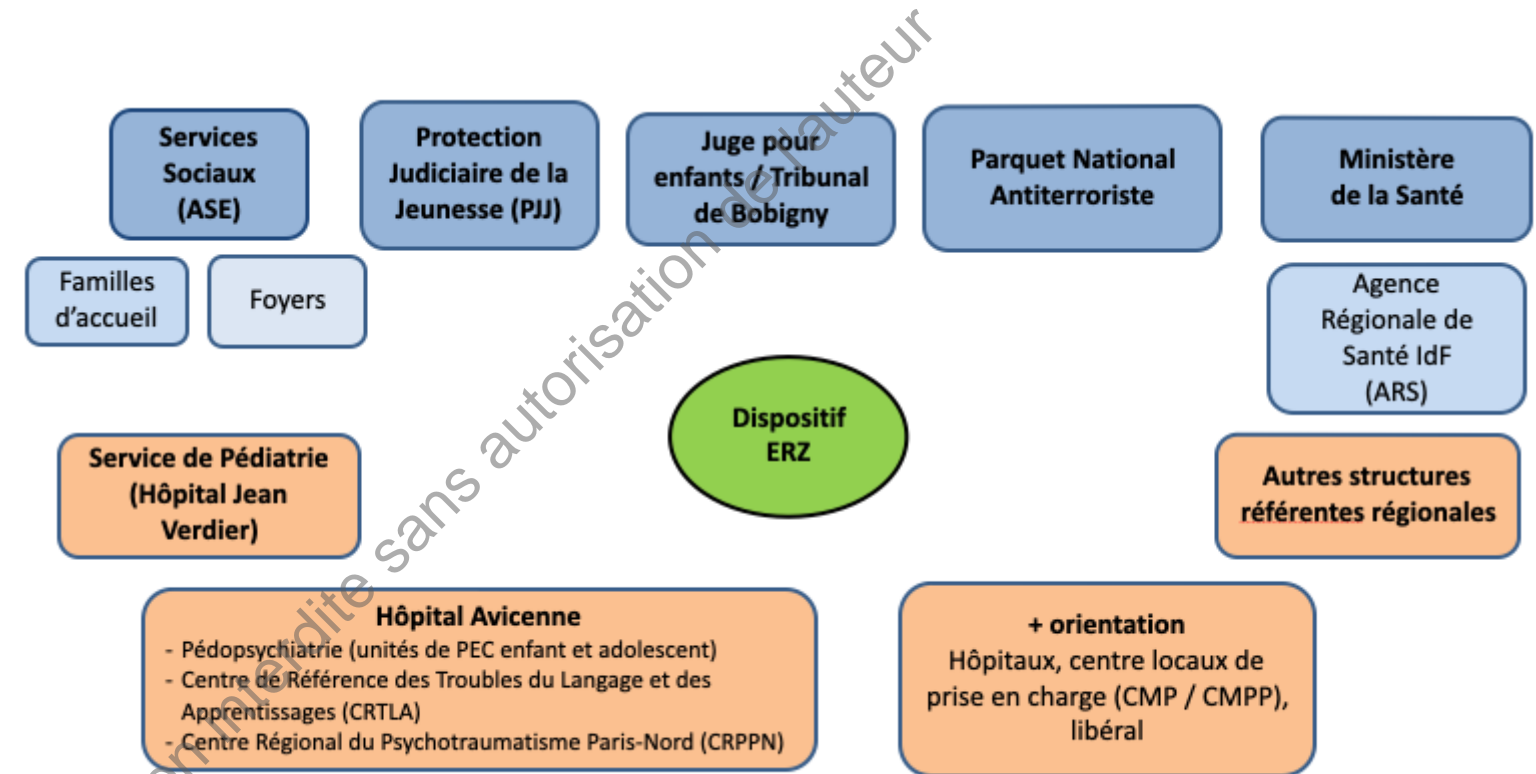 Services
Sociaux
(ASE)
Protection
Judiciaire de la
Jeunesse (PJJ)
Juge pour
enfants / Tribunal
de Bobigny
Parquet National
Antiterroriste
Ministère
de la Santé
Familles
d'accueil
Foyers
Agence
Régionale de
Santé IdF
(ARS)
Dispositif
ERZ
Service de Pédiatrie
(Hôpital Jean
Verdier)
Autres structures
référentes régionales
Hôpital Avicenne
- Pédopsychiatrie (unités de PEC enfant et adolescent)
- Centre de Référence des Troubles du Langage et des
Apprentissages (CRTLA)
- Centre Régional du Psychotraumatisme Paris-Nord (CRPPN)
+ orientation
Hôpitaux, centre locaux de
prise en charge (CMP / CMPP),
libéral
interdite sans autorisation de l'auteur